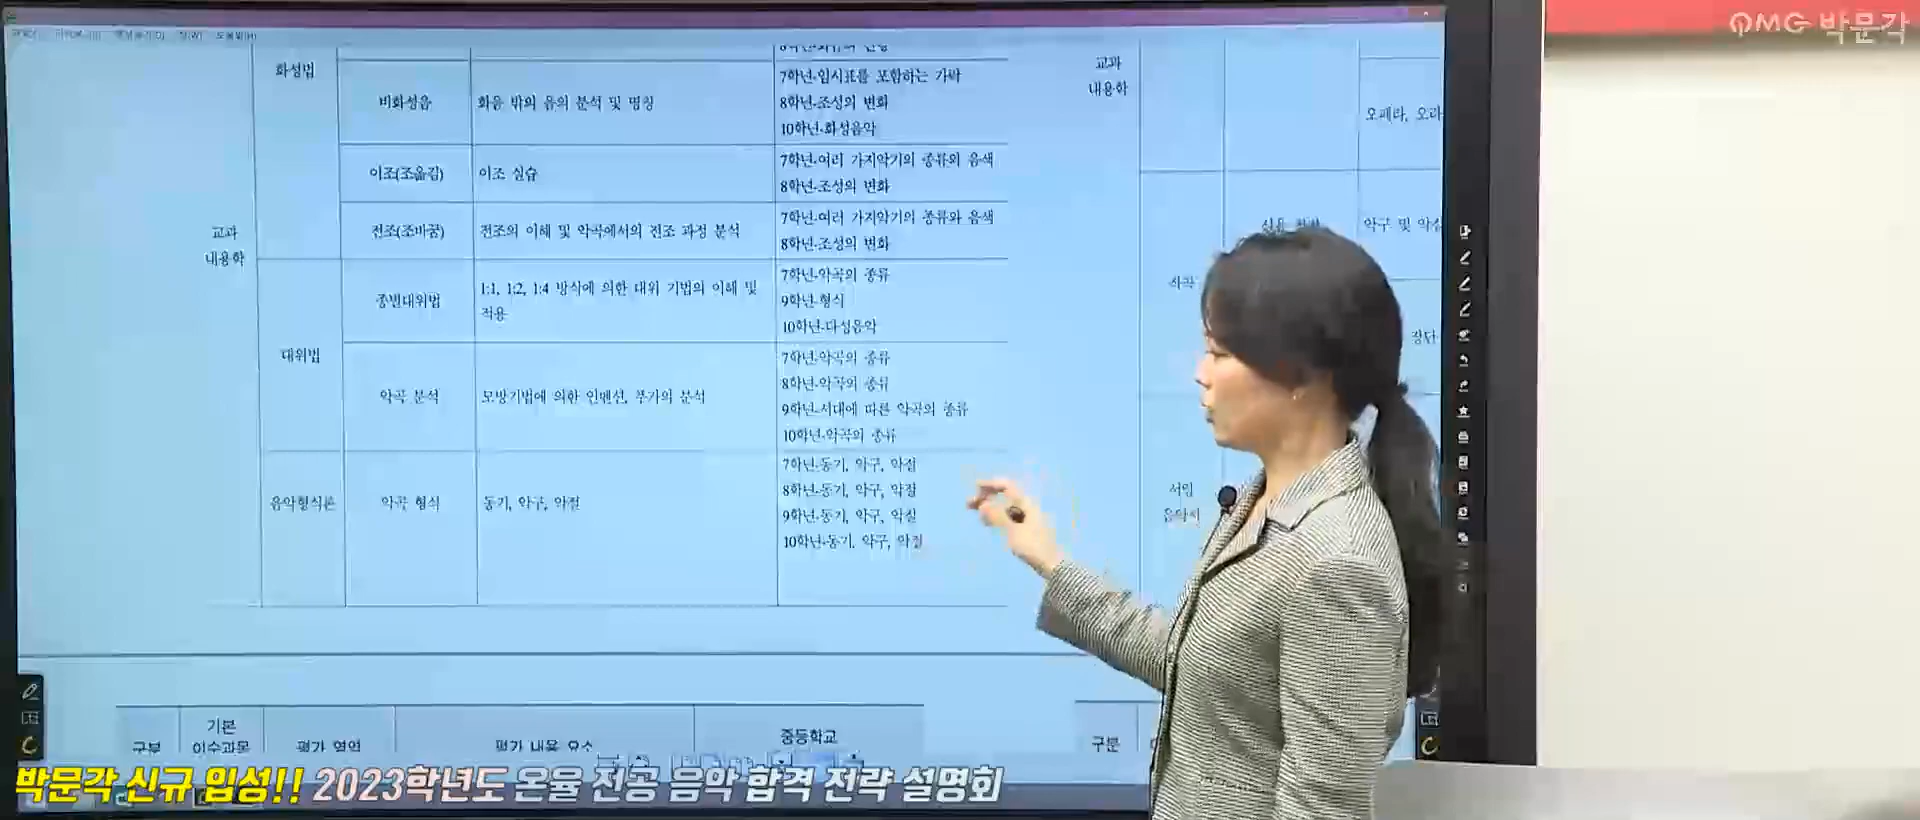 PMG 박문각
화성법
비화성음
화음 밖의 음의 분석 및 명칭
7학년-임시표를 포함하는 가락
8학년-조성의 변화
10학년-화성음악
이조(조옮김)
이조 실습
7학년-여러 가지악기의 종류와 음색
8학년-조성의 변화
교과
내용학
전조(조바꿈)
전조의 이해 및 악곡에서의 전조 과정 분석
7학년-여러 가지악기의 종류와 음색
8학년-조성의 변화
대위법
종별대위법
1:1, 1:2, 1:4 방식에 의한 대위 기법의 이해 및
적용
7학년-악곡의 종류
9학년-형식
10학년-다성음악
악곡 분석
모방기법에 의한 인벤션, 푸가의 분석
7학년-악곡의 종류
8학년-악곡의 종류
9학년-시대에 따른 악곡의 종류
10학년-악곡의 종류
음악형식론
악곡 형식
동기, 악구, 악절
7학년-동기, 악구, 악절
8학년-동기, 악구, 악절
9학년-동기, 악구, 악절
10학년-동기, 악구, 악절
교과
내용학
오페라, 오라
악구 및 악절
장단
서양
구분
기본
이수과목
평가 영역
평가 내용 요소
중등학교
구분
박문각 신규 입성!! 2023학년도 온율 전공 음악 합격 전략 설명회